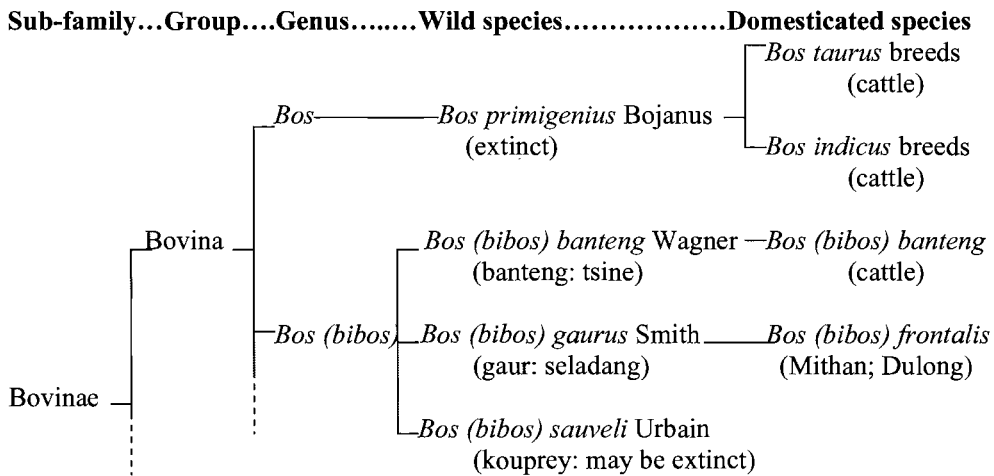 Sub-family…Group….Genus…..…Wild species………………Domesticated species
Bos taurus breeds
(cattle)
Bos Bos primigenius Bojanus
(extinct)
Bos indicus breeds
(cattle)
Bovina Bos (bibos) banteng Wagner Bos (bibos) banteng
(banteng: tsine) (cattle)
Bos (bibos) Bos (bibos) gaurus Smith Bos (bibos) frontalis
(gaur: seladang) (Mithan; Dulong)
Bovinae
Bos (bibos) sauveli Urbain
(kouprey: may be extinct)